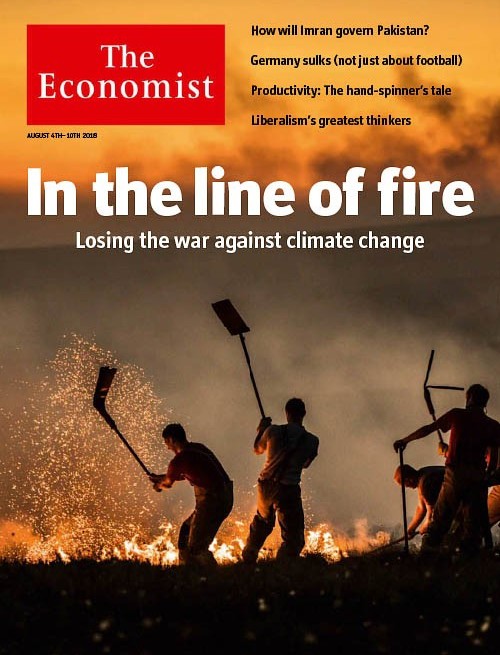 The
Economist
AUGUST 4TH–10TH 2018
How will Imran govern Pakistan?
Germany sulks (not just about football)
Productivity: The hand-spinner's tale
Liberalism's greatest thinkers
In the line of fire
Losing the war against climate change